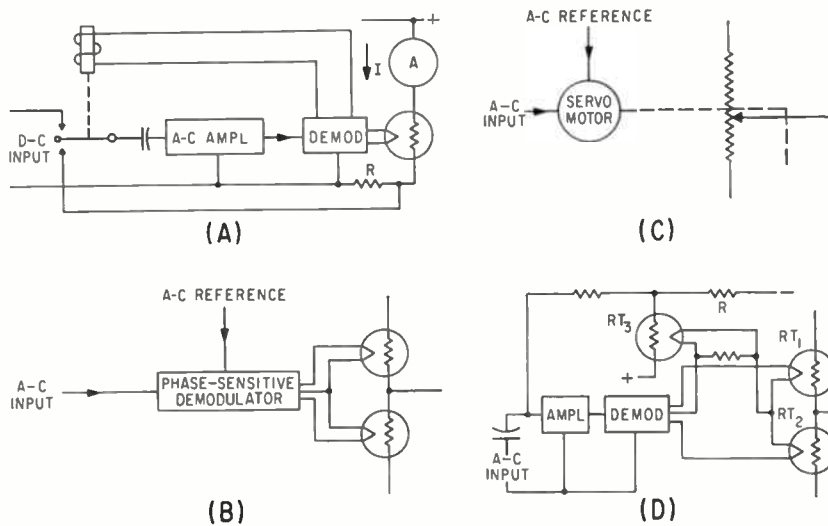 +
I
A
D-C
INPUT
A-C AMPL
DEMOD
R
(A)
A-C REFERENCE
A-C
INPUT
SERVO
MOTOR
(C)
A-C REFERENCE
A-C
INPUT
PHASE-SENSITIVE
DEMODULATOR
(B)
R
RT3
RT1
+
RT2
AMPL
DEMOD
A-C
INPUT
(D)